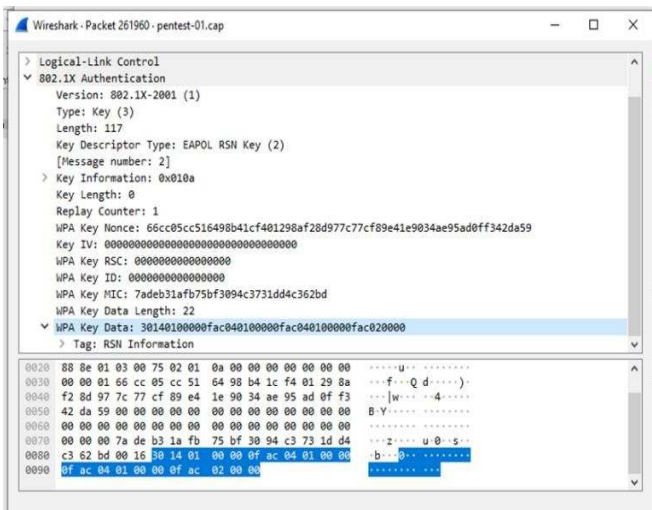 Wireshark · Packet 261960 · pentest-01.cap
Logical-Link Control
802.1X Authentication
Version: 802.1X-2001 (1)
Type: Key (3)
Length: 117
Key Descriptor Type: EAPOL RSN Key (2)
[Message number: 2]
Key Information: 0x010a
Key Length: 0
Replay Counter: 1
WPA Key Nonce: 66cc05cc516498b41cf401298af28d977c77cf89e41e9034ae95ad0ff342da59
Key IV: 00000000000000000000000000000000
WPA Key RSC: 0000000000000000
WPA Key ID: 0000000000000000
WPA Key MIC: 7adeb31afb75bf3094c3731dd4c362bd
WPA Key Data Length: 22
WPA Key Data: 30140100000fac040100000fac040100000fac020000
Tag: RSN Information
0020 88 8e 01 03 00 75 02 01 0a 00 00 00 00 00 00 00 ·····u·· ········
0030 00 00 01 66 cc 05 cc 51 64 98 b4 1c f4 01 29 8a ···f···Q d·····)·
0040 f2 8d 97 7c 77 cf 89 e4 1e 90 34 ae 95 ad 0f f3 ···|w··· ··4·····
0050 42 da 59 00 00 00 00 00 00 00 00 00 00 00 00 00 B·Y····· ········
0060 00 00 00 00 00 00 00 00 00 00 00 00 00 00 00 00 ········ ········
0070 00 00 00 7a de b3 1a fb 75 bf 30 94 c3 73 1d d4 ···z···· u·0··s··
0080 c3 62 bd 00 16 30 14 01 00 00 0f ac 04 01 00 00 ·b···0·· ········
0090 0f ac 04 01 00 00 0f ac 02 00 00 ········ ···